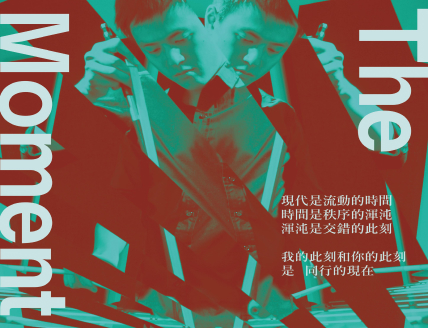 The
Moment
現代是流動的時間
時間是秩序的渾沌
渾沌是交錯的此刻
我的此刻和你的此刻
是 同行的現在